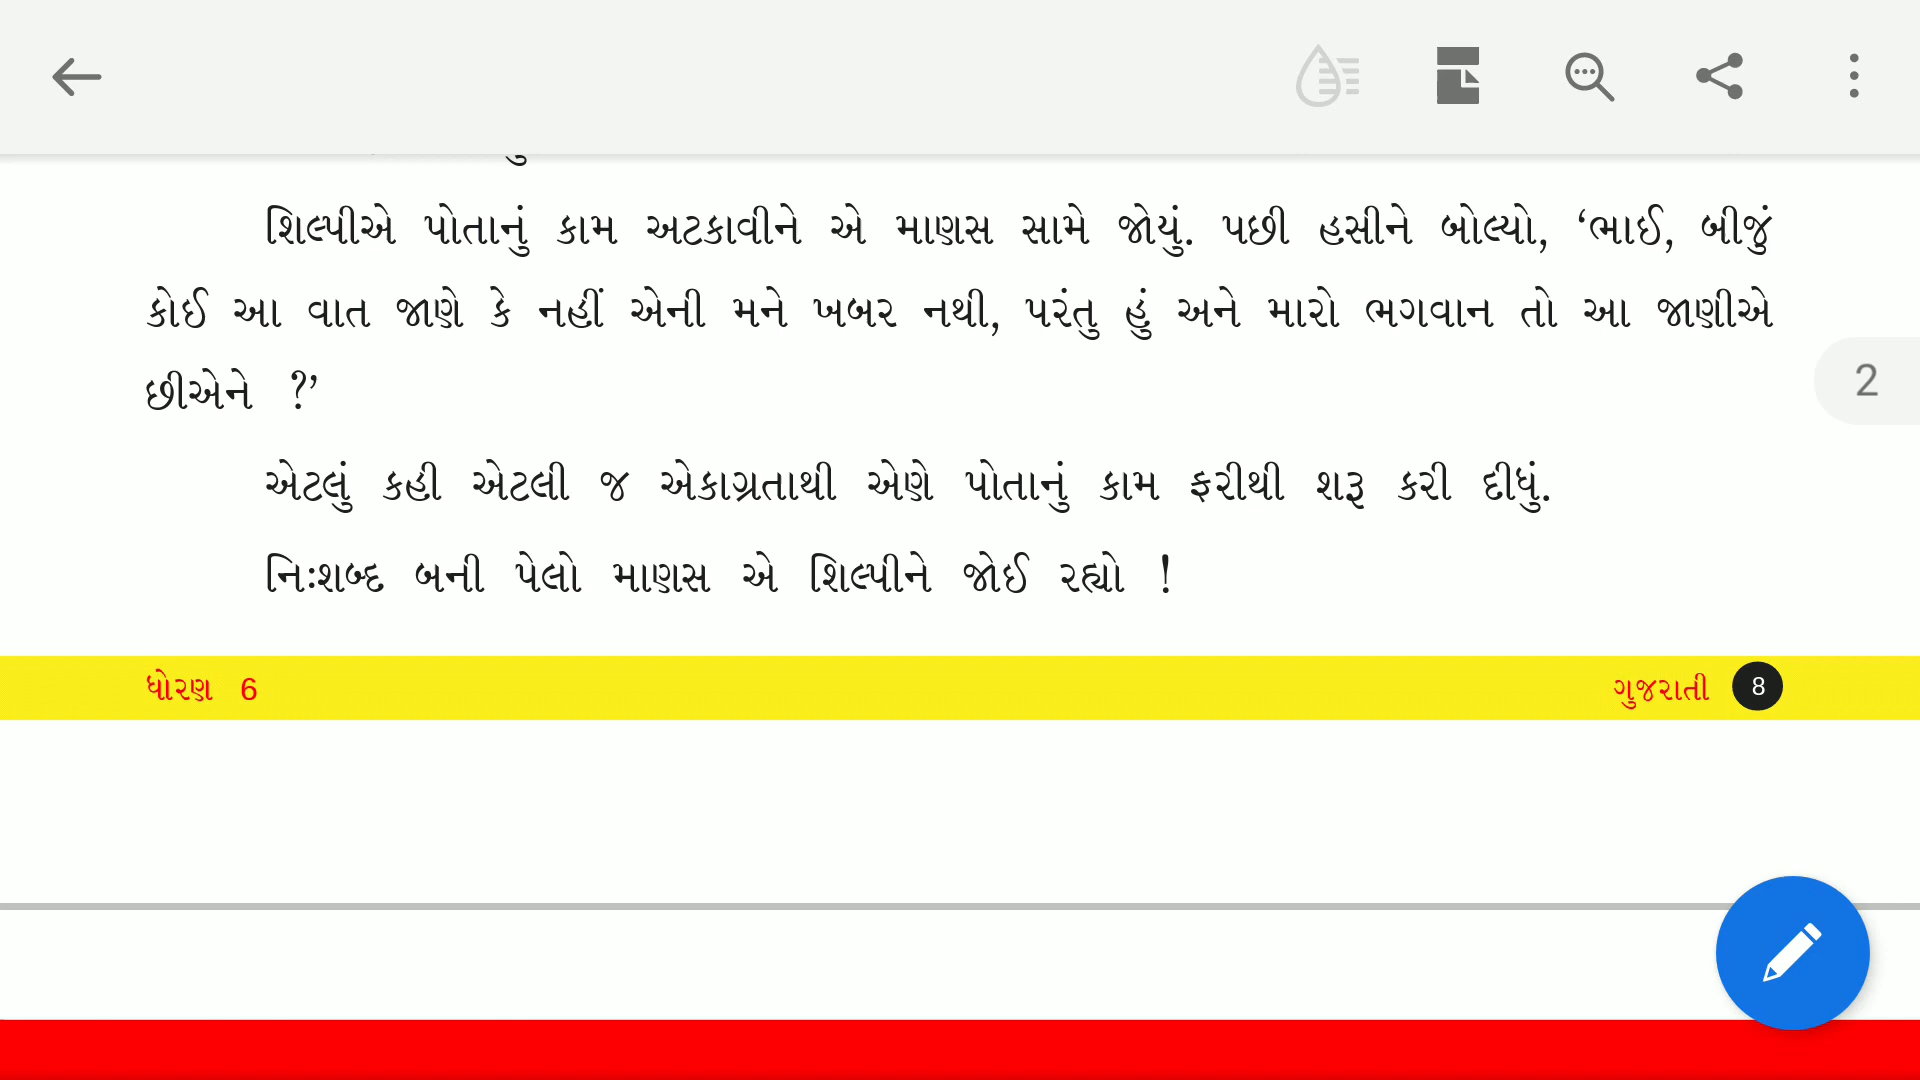 શિલ્પીએ પોતાનું કામ અટકાવીને એ માણસ સામે જોયું. પછી હસીને બોલ્યો, ‘ભાઈ, બીજું
કોઈ આ વાત જાણે કે નહીં એની મને ખબર નથી, પરંતુ હું અને મારો ભગવાન તો આ જાણીએ
છીએને ?’
2
એટલું કહી એટલી જ એકાગ્રતાથી એણે પોતાનું કામ ફરીથી શરૂ કરી દીધું.
નિઃશબ્દ બની પેલો માણસ એ શિલ્પીને જોઈ રહ્યો !
ધોરણ 6 ગુજરાતી 8